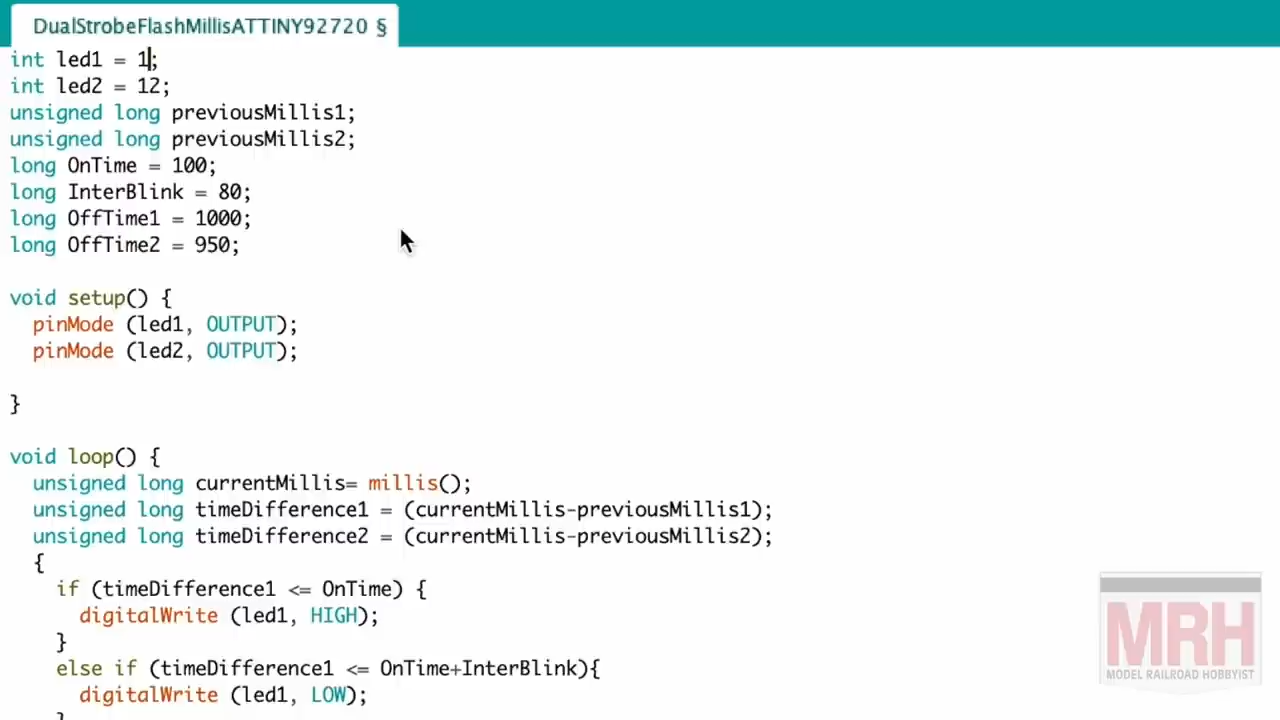 DualStrobeFlashMillisATTINY92720 §
int led1 = 1;
int led2 = 12;
unsigned long previousMillis1;
unsigned long previousMillis2;
long OnTime = 100;
long InterBlink = 80;
long OffTime1 = 1000;
long OffTime2 = 950;
void setup() {
pinMode (led1, OUTPUT);
pinMode (led2, OUTPUT);
}
void loop() {
unsigned long currentMillis= millis();
unsigned long timeDifference1 = (currentMillis-previousMillis1);
unsigned long timeDifference2 = (currentMillis-previousMillis2);
{
if (timeDifference1 <= OnTime) {
digitalWrite (led1, HIGH);
}
else if (timeDifference1 <= OnTime+InterBlink){
digitalWrite (led1, LOW);
}
MRH
MODEL RAILROAD HOBBYIST